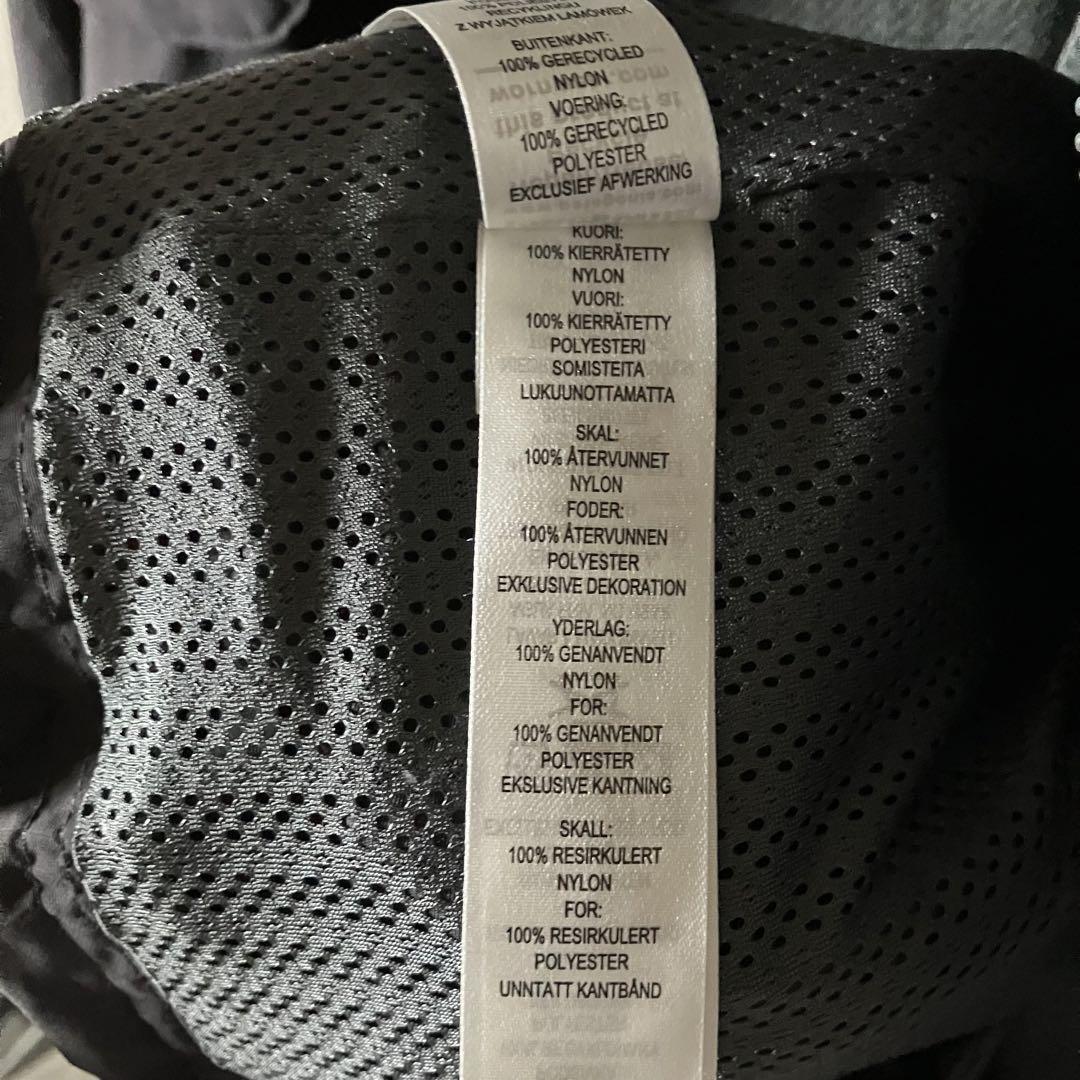 RECYKLINGU
Z WYJĄTKIEM LAMÓWEK
BUITENKANT:
100% GERECYCLED
NYLON
VOERING:
100% GERECYCLED
POLYESTER
EXCLUSIEF AFWERKING
KUORI:
100% KIERRÄTETTY
NYLON
VUORI:
100% KIERRÄTETTY
POLYESTERI
SOMISTEITA
LUKUUNOTTAMATTA
SKAL:
100% ÅTERVUNNET
NYLON
FODER:
100% ÅTERVUNNEN
POLYESTER
EXKLUSIVE DEKORATION
YDERLAG:
100% GENANVENDT
NYLON
FOR:
100% GENANVENDT
POLYESTER
EKSLUSIVE KANTNING
SKALL:
100% RESIRKULERT
NYLON
FOR:
100% RESIRKULERT
POLYESTER
UNNTATT KANTBÅND